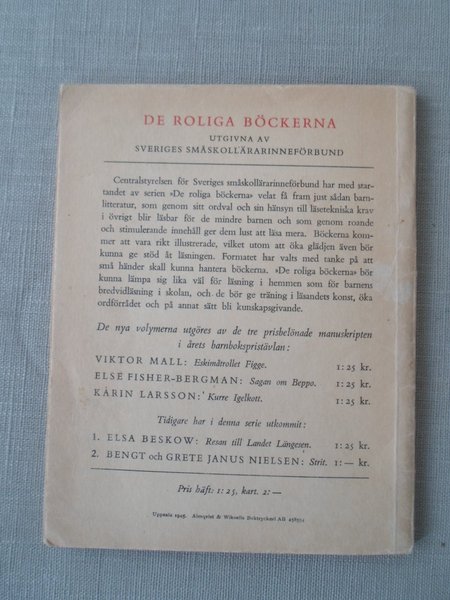 DE ROLIGA BÖCKERNA
UTGIVNA AV
SVERIGES SMÅSKOLLÄRARINNEFÖRBUND
Centralstyrelsen för Sveriges småskollärarinneförbund har med star-
tandet av serien »De roliga böckerna» velat få fram just sådan barn-
litteratur, som genom sitt ordval och sin hänsyn till läsetekniska krav
i övrigt blir läsbar för de mindre barnen och som genom roande
och stimulerande innehåll ger dem lust att läsa mera. Böckerna kom-
mer att vara rikt illustrerade, vilket utom att öka glädjen även bör
kunna ge stöd åt läsningen. Formatet har valts med tanke på att
små händer skall kunna hantera böckerna. »De roliga böckerna» bör
kunna lämpa sig lika väl för läsning i hemmen som för barnens
bredvidläsning i skolan, och de bör ge träning i läsandets konst, öka
ordförrådet och på annat sätt bli kunskapsgivande.
De nya volymerna utgöres av de tre prisbelönade manuskripten
i årets barnbokspristävlan:
VIKTOR MALL: Eskimåtrollet Figge. 1:25 kr.
ELSE FISHER-BERGMAN: Sagan om Beppo. 1:25 kr.
KARIN LARSSON: Kurre Igelkott. 1:25 kr.
Tidigare har i denna serie utkommit:
1. ELSA BESKOW: Resan till Landet Längesen. 1:25 kr.
2. BENGT och GRETE JANUS NIELSEN: Strit. 1:— kr.
Pris häft: 1:25, kart. 2:—
Uppsala 1945. Almqvist & Wiksells Boktryckeri AB